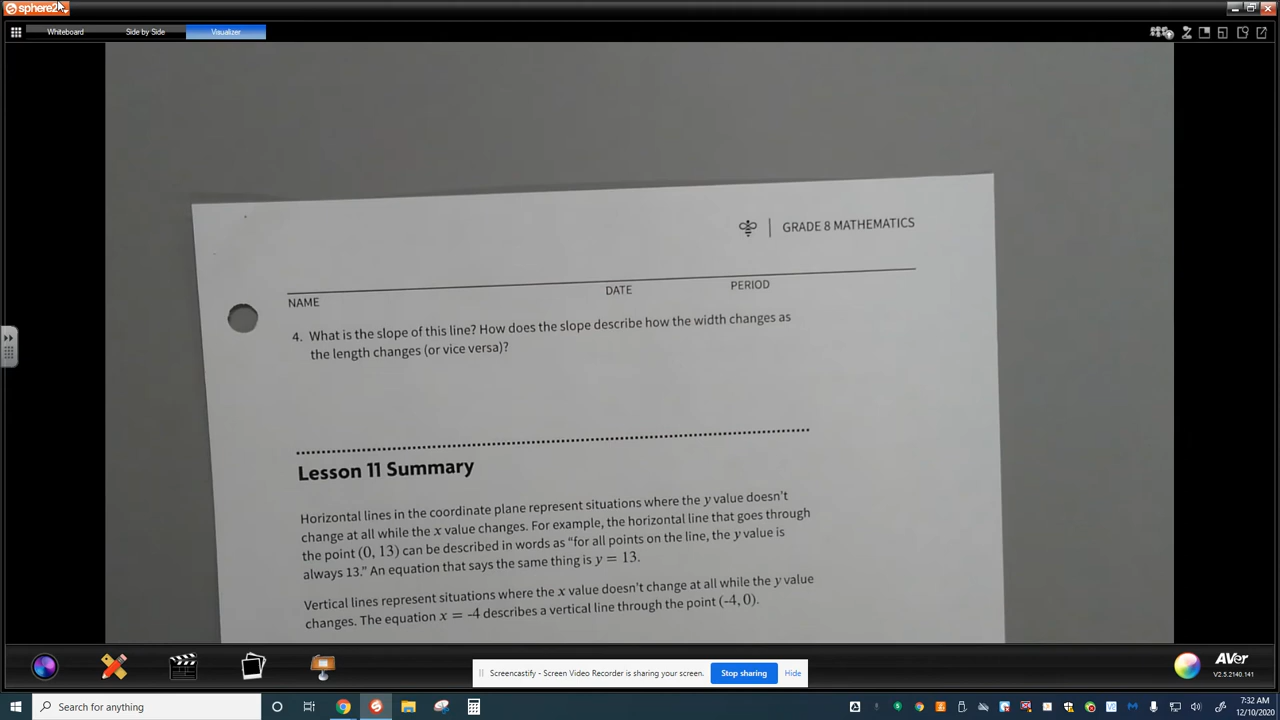 sphere2
Whiteboard
Side by Side
Visualizer
GRADE 8 MATHEMATICS
NAME
DATE
PERIOD
4. What is the slope of this line? How does the slope describe how the width changes as
the length changes (or vice versa)?
Lesson 11 Summary
Horizontal lines in the coordinate plane represent situations where the y value doesn't
change at all while the x value changes. For example, the horizontal line that goes through
the point (0, 13) can be described in words as “for all points on the line, the y value is
always 13.” An equation that says the same thing is y = 13.
Vertical lines represent situations where the x value doesn't change at all while the y value
changes. The equation x = -4 describes a vertical line through the point (-4, 0).
Screencastify - Screen Video Recorder is sharing your screen.
Stop sharing
Hide
AVer
V2.5.2140.141
Search for anything
7:32 AM
12/10/2020